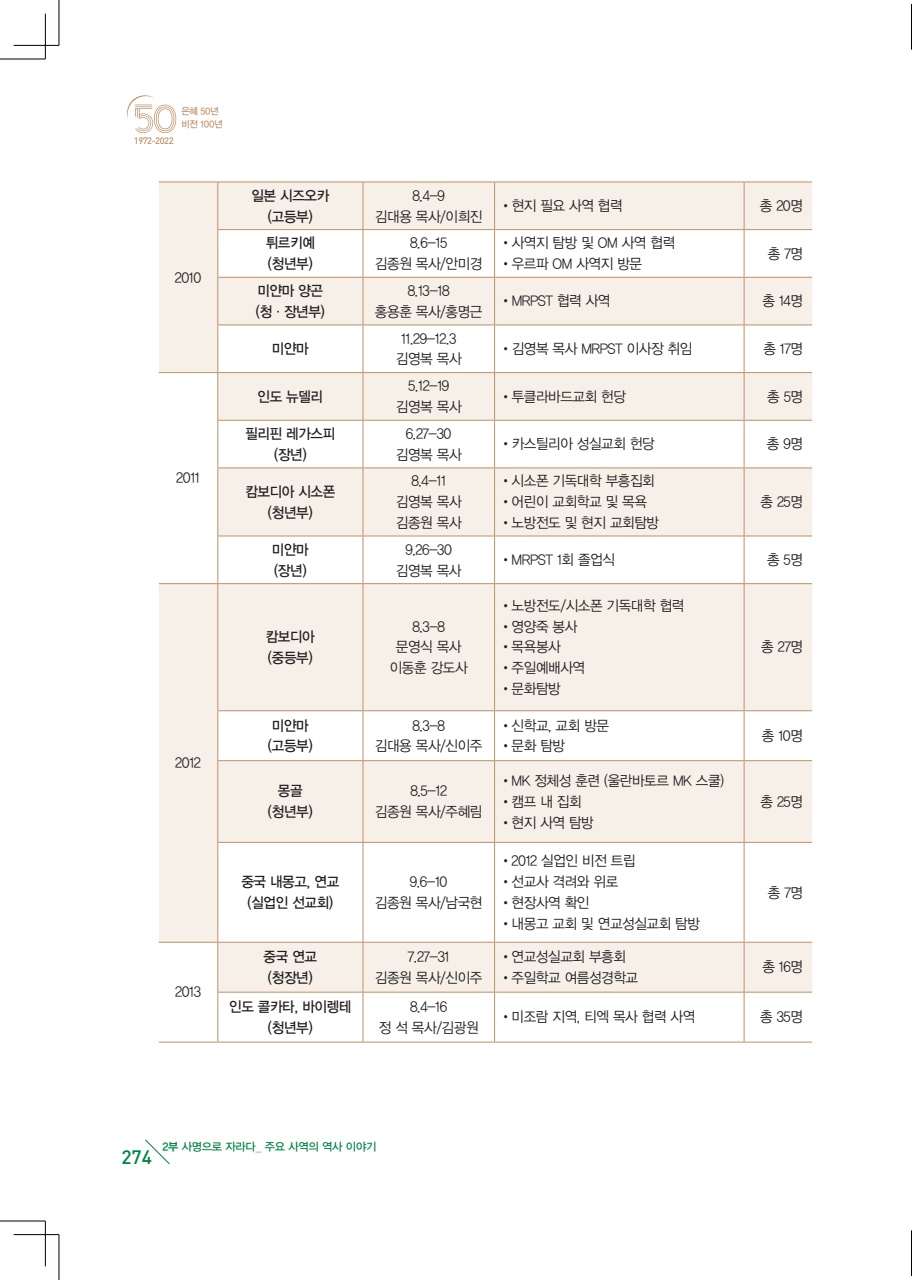 50
은혜 50년
비전 100년
1972-2022
2010
일본 시즈오카
(고등부)
8.4-9
김대용 목사/이희진
• 현지 필요 사역 협력
총 20명
튀르키예
(청년부)
8.6-15
김종원 목사/안미경
• 사역지 탐방 및 OM 사역 협력
• 우르파 OM 사역지 방문
총 7명
미얀마 양곤
(청 · 장년부)
8.13-18
홍용훈 목사/홍명근
• MRPST 협력 사역
총 14명
미얀마
11.29-12.3
김영복 목사
• 김영복 목사 MRPST 이사장 취임
총 17명
2011
인도 뉴델리
5.12-19
김영복 목사
• 투클라바드교회 헌당
총 5명
필리핀 레가스피
(장년)
6.27-30
김영복 목사
• 카스틸리아 성실교회 헌당
총 9명
캄보디아 시소폰
(청년부)
8.4-11
김영복 목사
김종원 목사
• 시소폰 기독대학 부흥집회
• 어린이 교회학교 및 목욕
• 노방전도 및 현지 교회탐방
총 25명
미얀마
(장년)
9.26-30
김영복 목사
• MRPST 1회 졸업식
총 5명
2012
캄보디아
(중등부)
8.3-8
문영식 목사
이동훈 강도사
• 노방전도/시소폰 기독대학 협력
• 영양죽 봉사
• 목욕봉사
• 주일예배사역
• 문화탐방
총 27명
미얀마
(고등부)
8.3-8
김대용 목사/신이주
• 신학교, 교회 방문
• 문화 탐방
총 10명
몽골
(청년부)
8.5-12
김종원 목사/주혜림
• MK 정체성 훈련 (울란바토르 MK 스쿨)
• 캠프 내 집회
• 현지 사역 탐방
총 25명
중국 내몽고, 연교
(실업인 선교회)
9.6-10
김종원 목사/남국현
• 2012 실업인 비전 트립
• 선교사 격려와 위로
• 현장사역 확인
• 내몽고 교회 및 연교성실교회 탐방
총 7명
2013
중국 연교
(청장년)
7.27-31
김종원 목사/신이주
• 연교성실교회 부흥회
• 주일학교 여름성경학교
총 16명
인도 콜카타, 바이렝테
(청년부)
8.4-16
정 석 목사/김광원
• 미조람 지역, 티엑 목사 협력 사역
총 35명
274
2부 사명으로 자라다_ 주요 사역의 역사 이야기